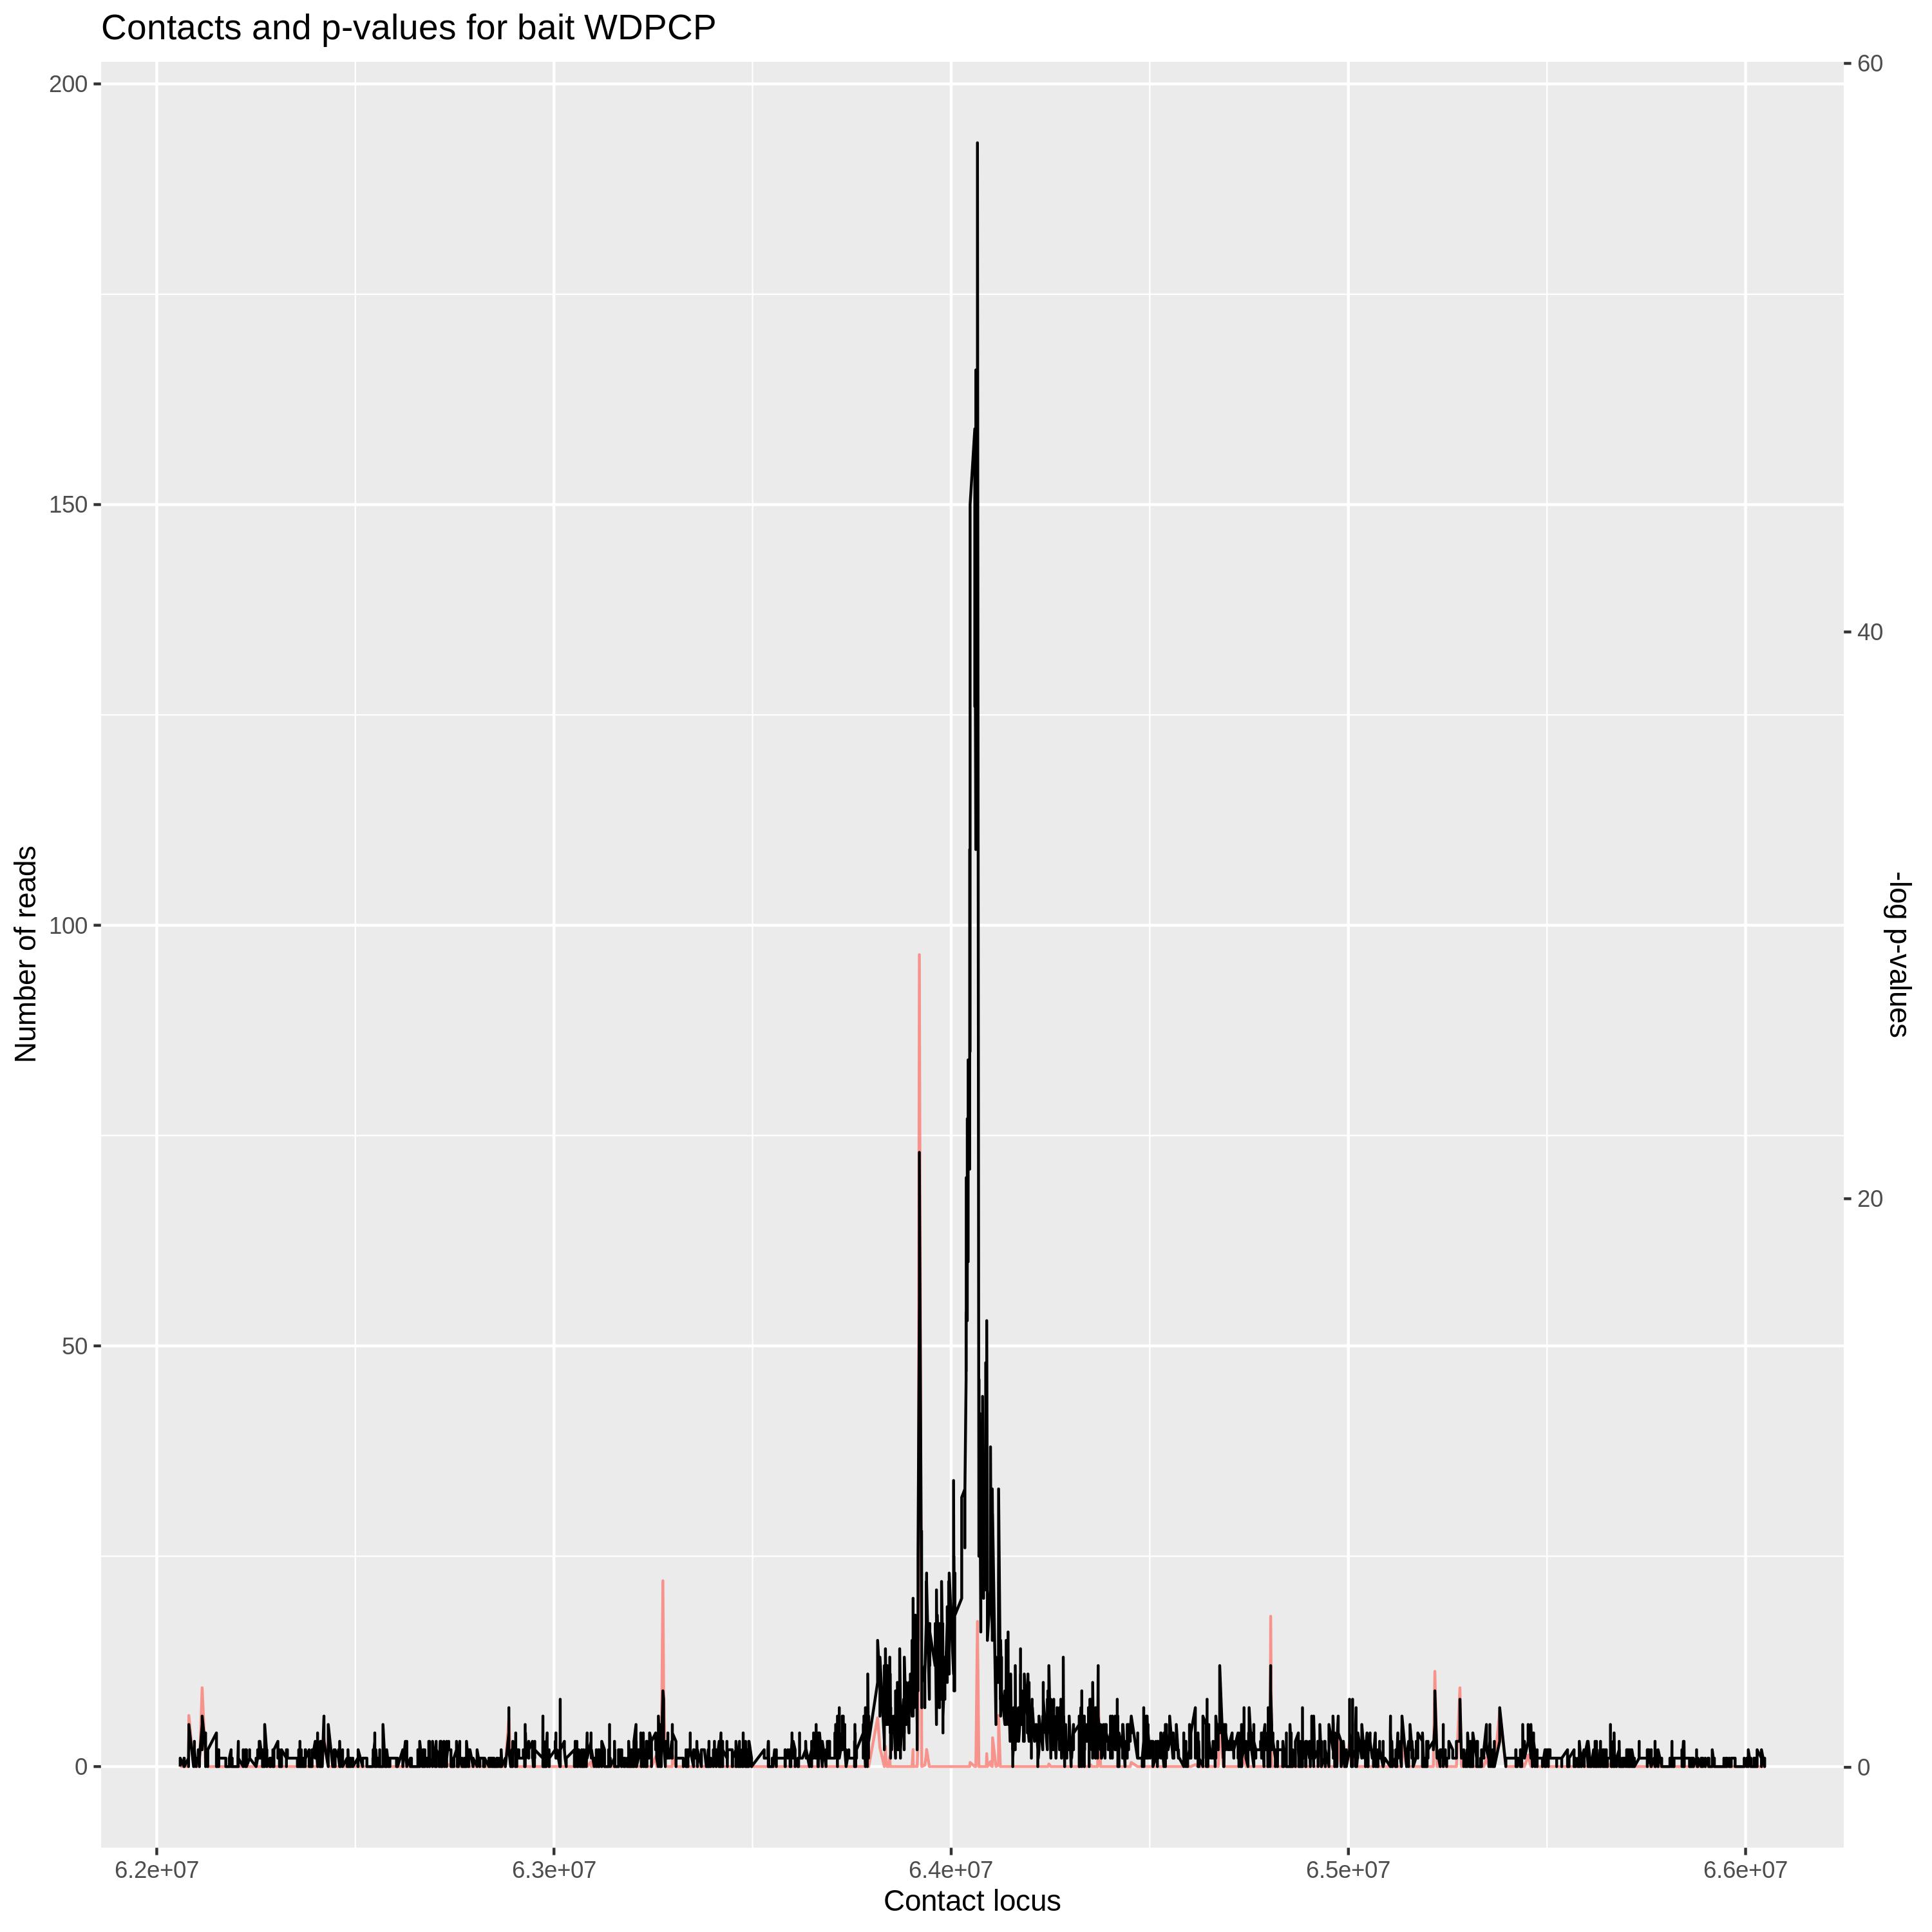 Contacts and p-values for bait WDPCP
200
150
100
50
0
Number of reads
60
40
20
0
-log p-values
6.2e+07
6.3e+07
6.4e+07
6.5e+07
6.6e+07
Contact locus